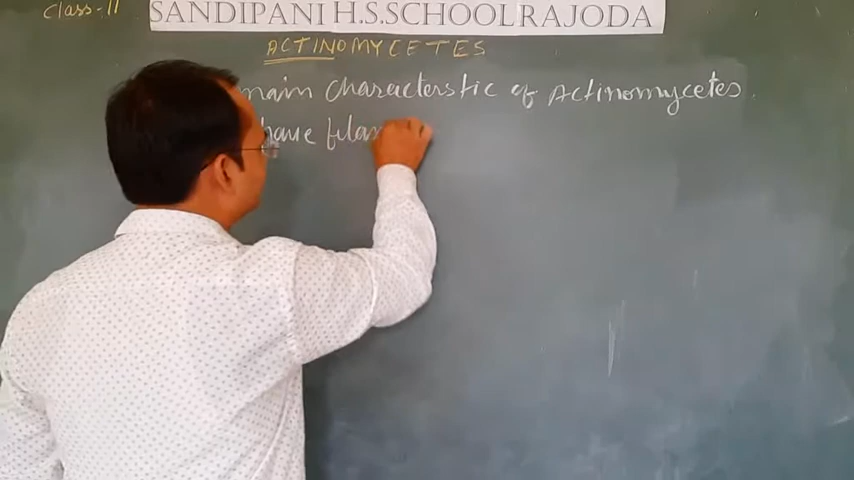 class-11
SANDIPANI H.S.SCHOOL RAJODA
ACTINOMYCETES
main characterstic of Actinomycetes
have